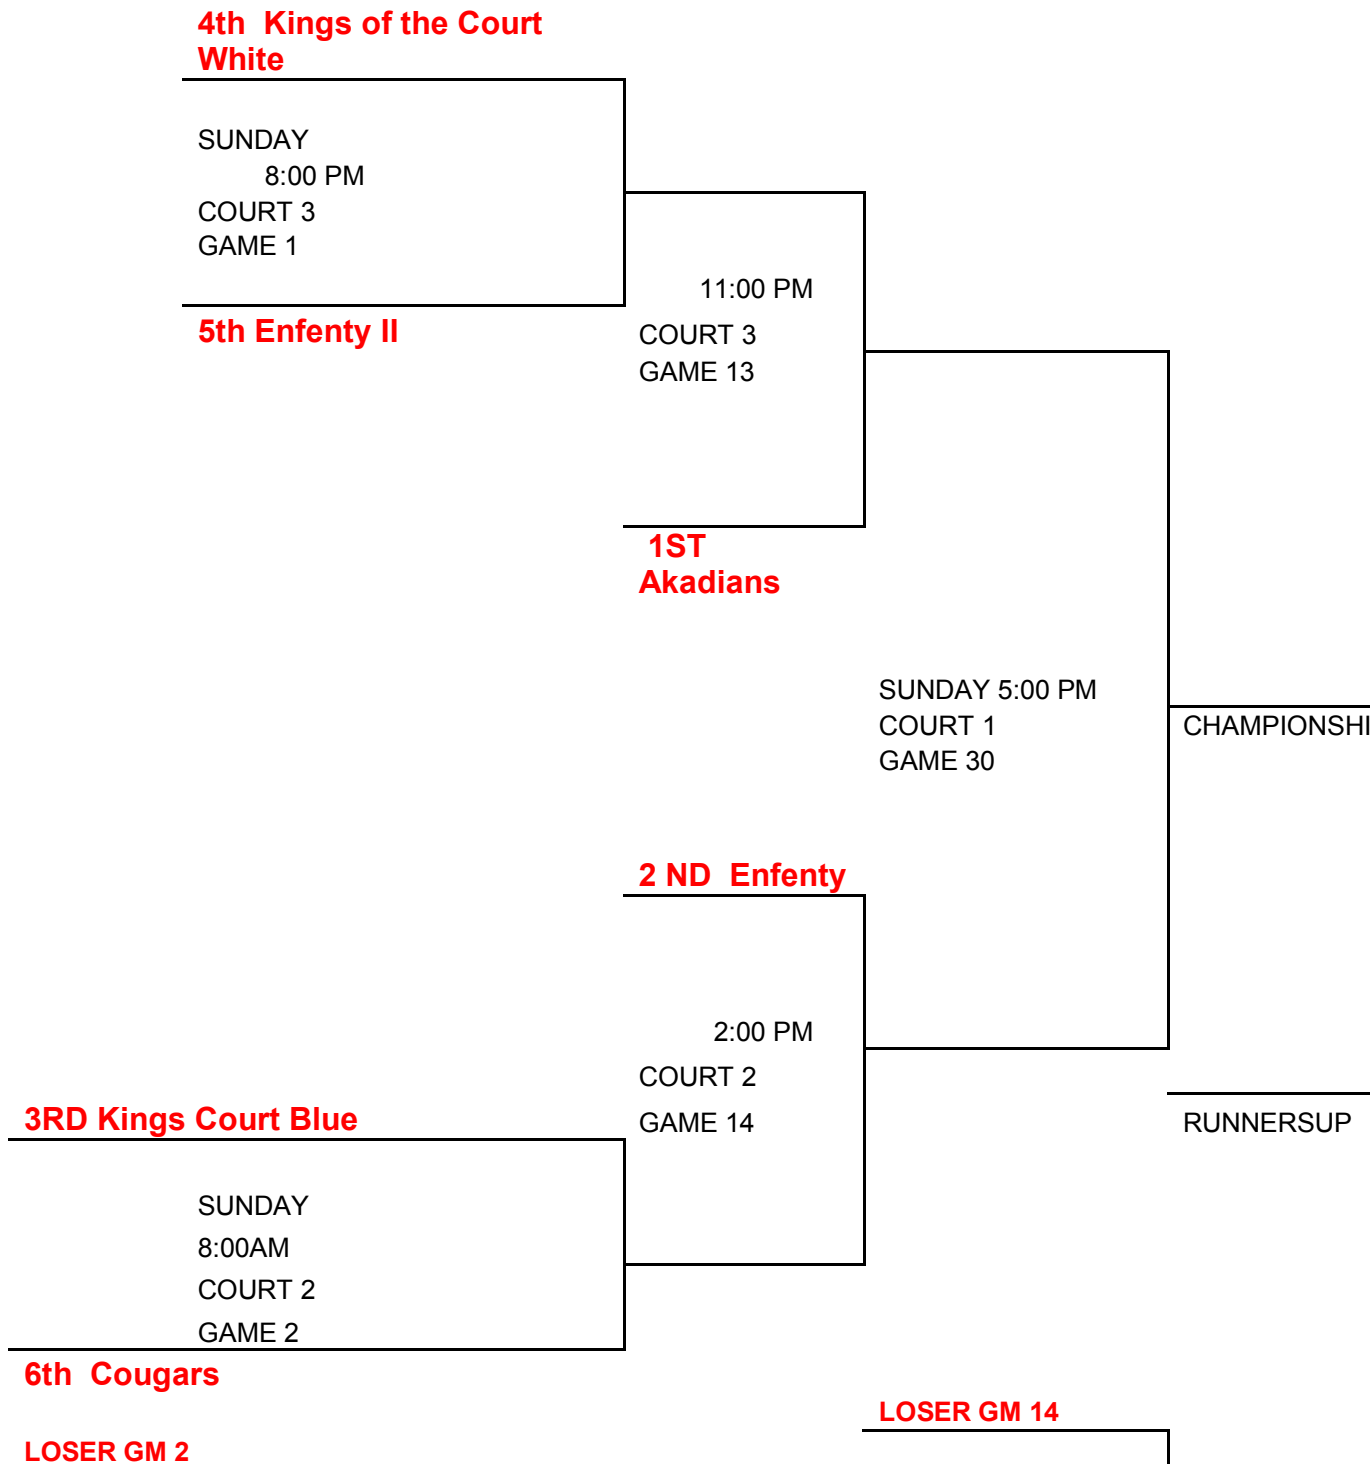 4th  Kings of the Court
White
SUNDAY
8:00 PM
COURT 3
GAME 1
5th Enfenty II
11:00 PM
COURT 3
GAME 13
1ST
Akadians
SUNDAY 5:00 PM
COURT 1
GAME 30
CHAMPIONSHI
2 ND  Enfenty
2:00 PM
COURT 2
GAME 14
RUNNERSUP
3RD Kings Court Blue
SUNDAY
8:00AM
COURT 2
GAME 2
6th  Cougars
LOSER GM 14
LOSER GM 2